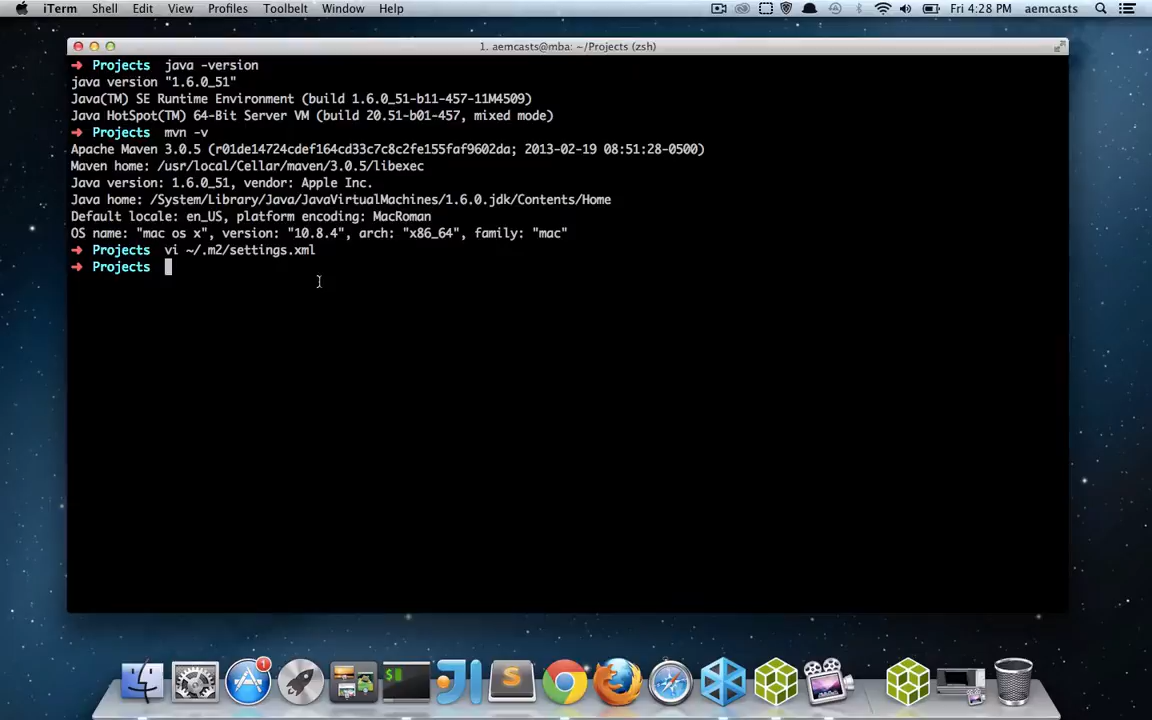 iTerm Shell Edit View Profiles Toolbelt Window Help Fri 4:28 PM aemcasts
1. aemcasts@mba: ~/Projects (zsh)
➜ Projects java -version
java version "1.6.0_51"
Java(TM) SE Runtime Environment (build 1.6.0_51-b11-457-11M4509)
Java HotSpot(TM) 64-Bit Server VM (build 20.51-b01-457, mixed mode)
➜ Projects mvn -v
Apache Maven 3.0.5 (r01de14724cdef164cd33c7c8c2fe155faf9602da; 2013-02-19 08:51:28-0500)
Maven home: /usr/local/Cellar/maven/3.0.5/libexec
Java version: 1.6.0_51, vendor: Apple Inc.
Java home: /System/Library/Java/JavaVirtualMachines/1.6.0.jdk/Contents/Home
Default locale: en_US, platform encoding: MacRoman
OS name: "mac os x", version: "10.8.4", arch: "x86_64", family: "mac"
➜ Projects vi ~/.m2/settings.xml
➜ Projects
1
$
S